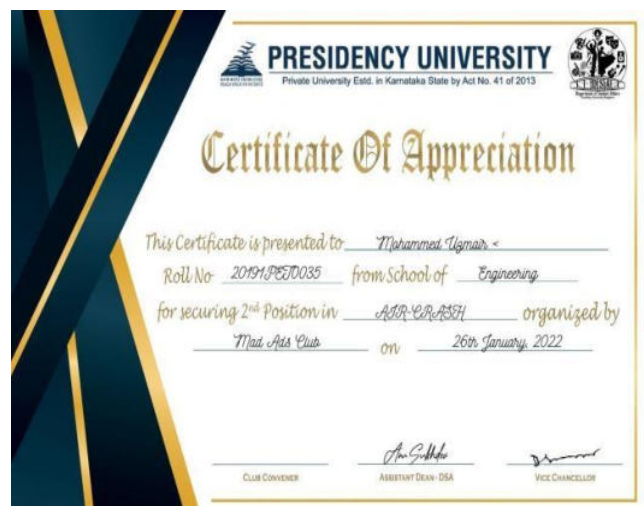 PRESIDENCY UNIVERSITY
Private University Estd. in Karnataka State by Act No. 41 of 2013
Certificate Of Appreciation
This Certificate is presented to Mohammed Uzmair <
Roll No 20191PET0035 from School of Engineering
for securing 2nd Position in AIR-CRASH organized by
Mad Ads Club on 26th January, 2022
CLUB CONVENER ASSISTANT DEAN - DSA VICE CHANCELLOR